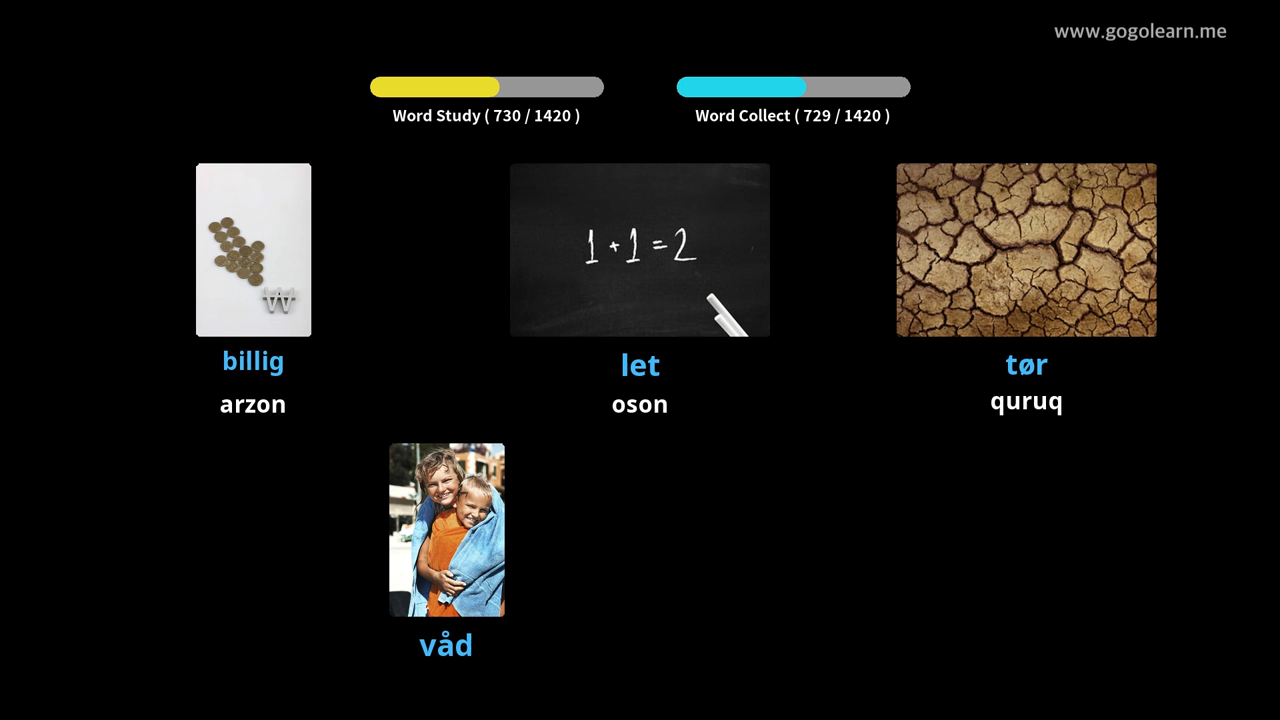 www.gogolearn.me
Word Study ( 730 / 1420 )
Word Collect ( 729 / 1420 )
1 + 1 = 2
₩
billig
let
tør
arzon
oson
quruq
våd